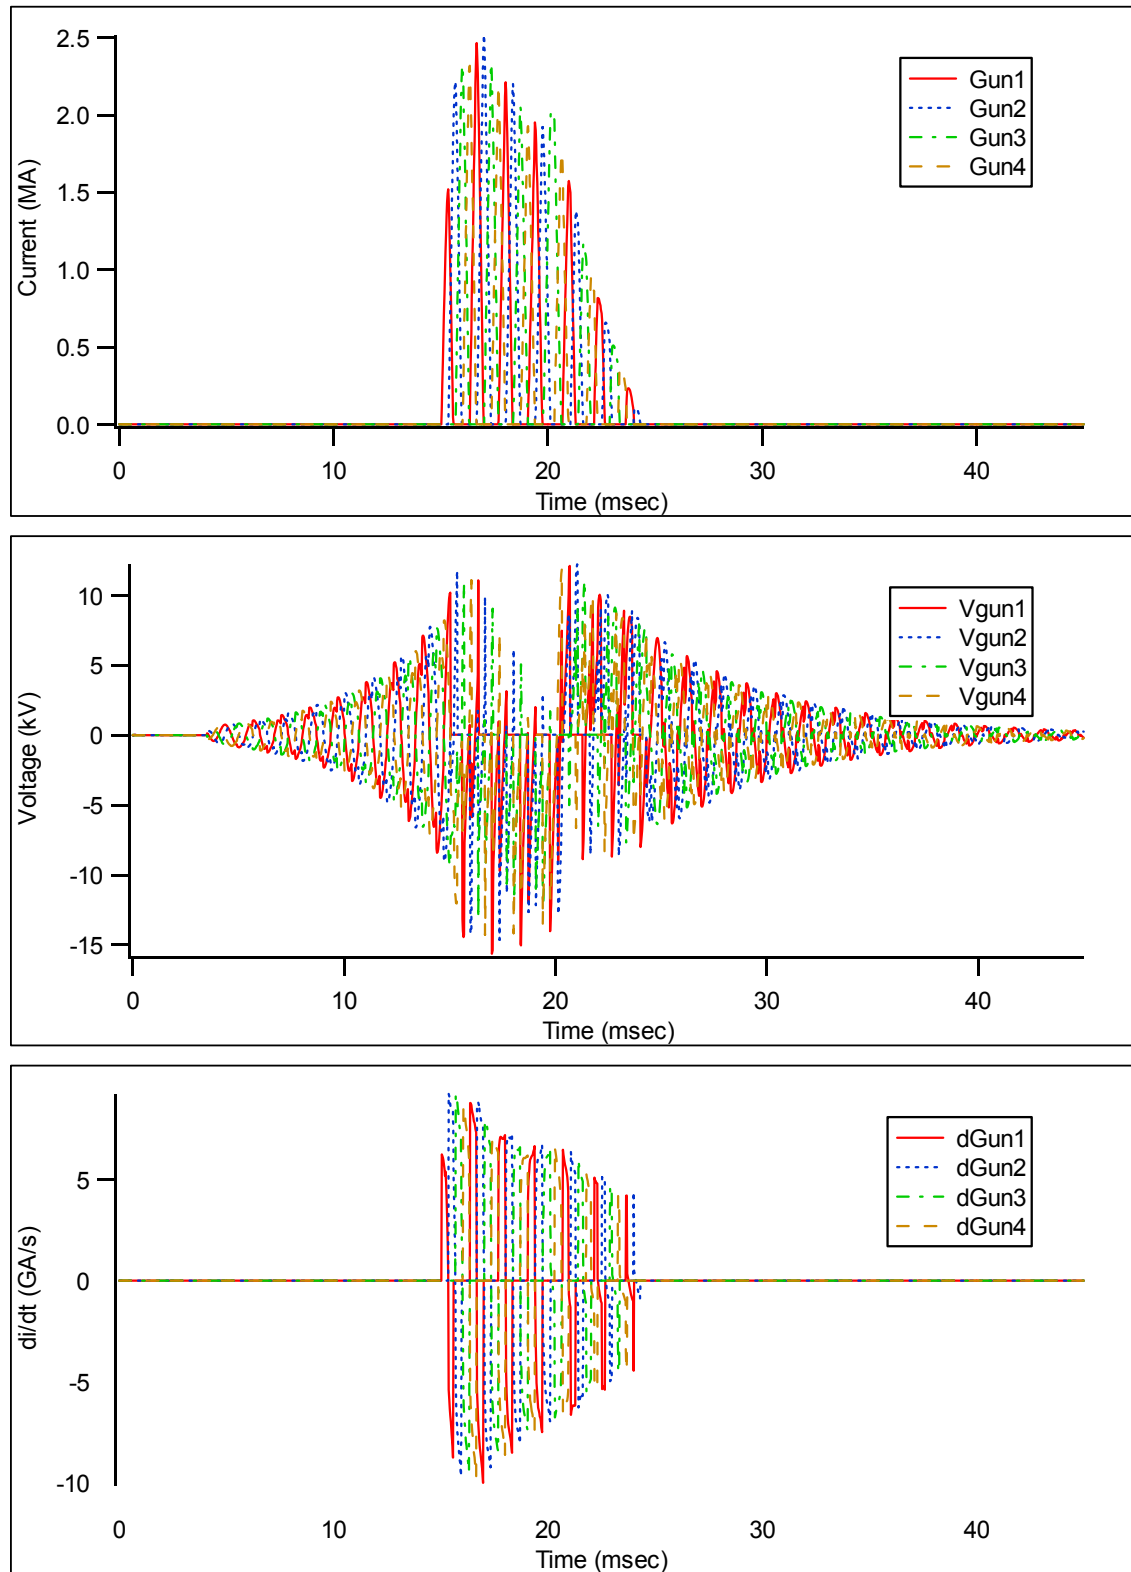 2.5
2.0
1.5
1.0
0.5
0.0
Current (MA)
Gun1
Gun2
Gun3
Gun4
0 10 20 30 40
Time (msec)
10
5
0
-5
-10
-15
Voltage (kV)
Vgun1
Vgun2
Vgun3
Vgun4
0 10 20 30 40
Time (msec)
5
0
-5
-10
di/dt (GA/s)
dGun1
dGun2
dGun3
dGun4
0 10 20 30 40
Time (msec)